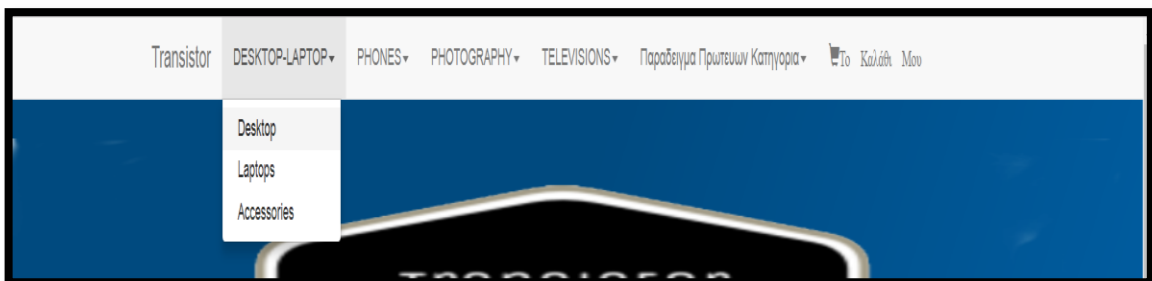 Transistor DESKTOP-LAPTOP PHONES PHOTOGRAPHY TELEVISIONS Παραδειγμα Πρωτευων Κατηγορια Το Καλάθι Μου
Desktop
Laptops
Accessories